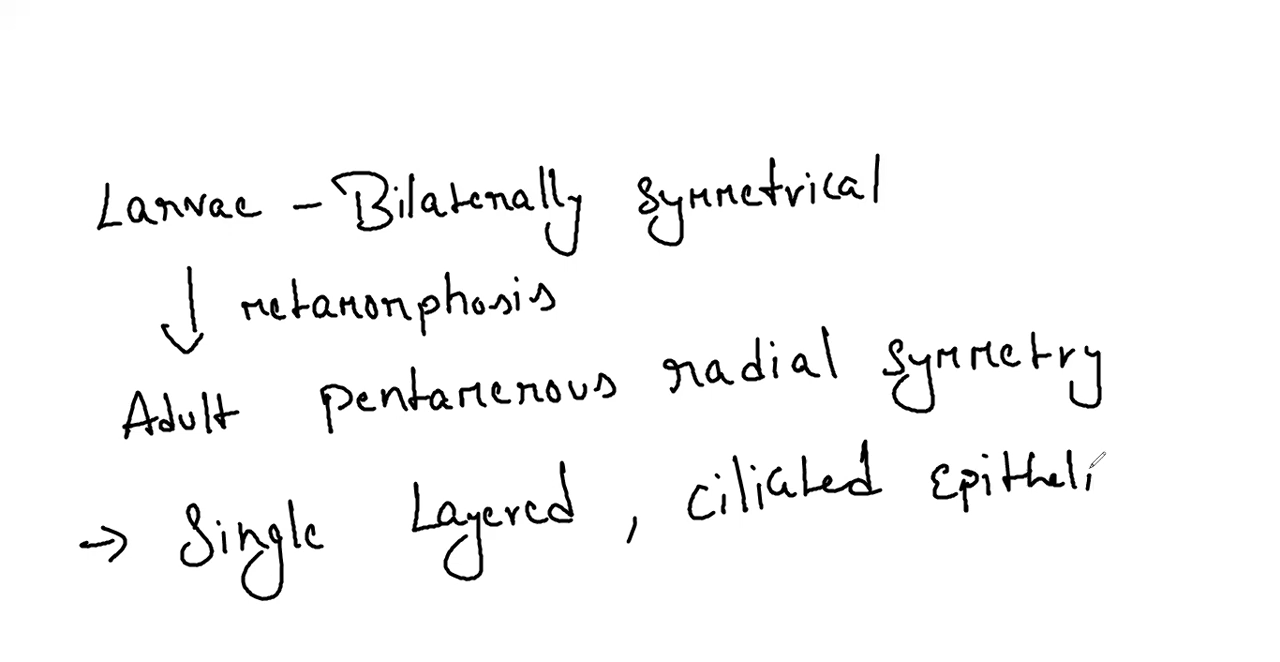 Larvae - Bilaterally symmetrical
↓ metamorphosis
Adult pentamerous radial symmetry
→ Single Layered, ciliated Epitheli